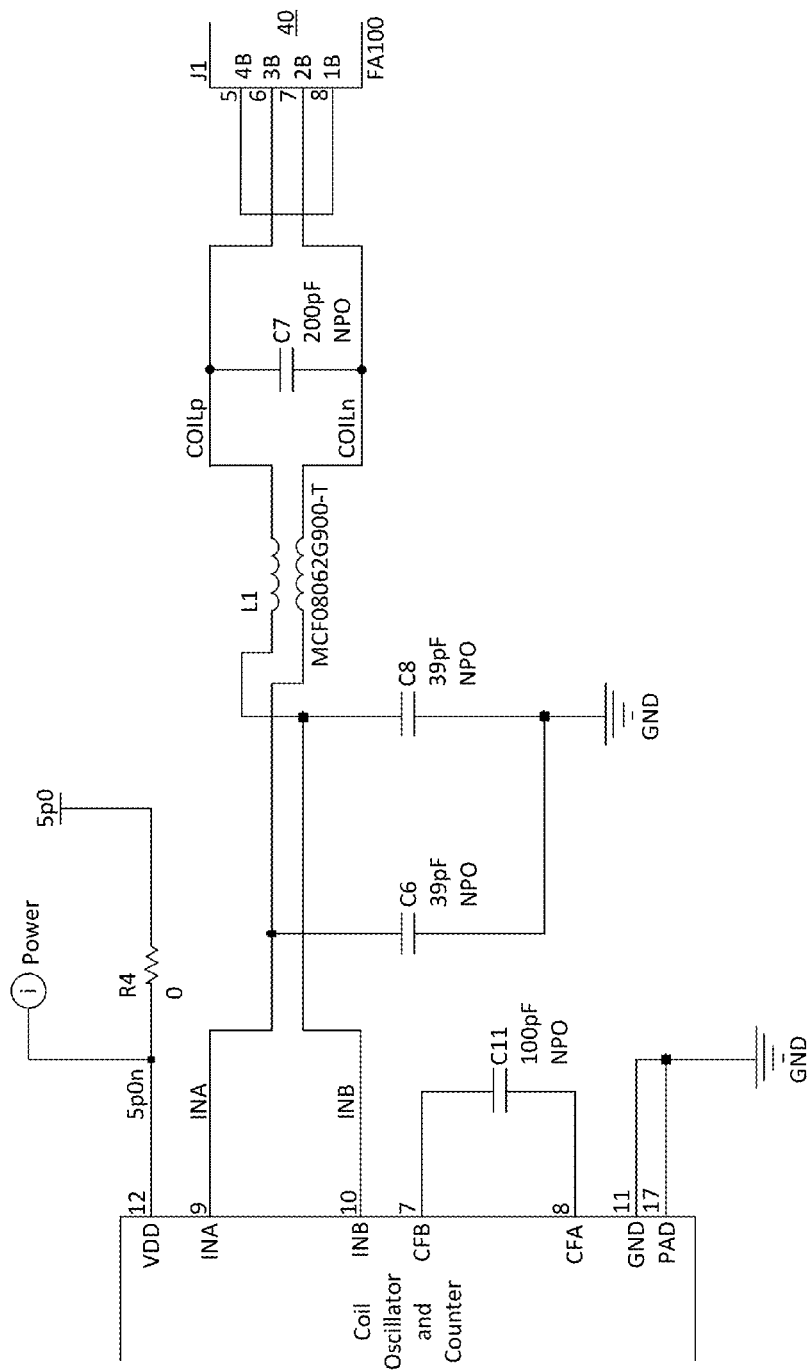 Coil
Oscillator
and
Counter
VDD
12
INA
9
INB
10
CFB
7
CFA
8
GND
11
PAD
17
5p0n
i
Power
R4
0
5p0
INA
INB
C11
100pF
NPO
GND
C6
39pF
NPO
C8
39pF
NPO
GND
L1
MCF08062G900-T
COILp
COILn
C7
200pF
NPO
J1
5
4B
6
3B
7
2B
8
1B
40
FA100